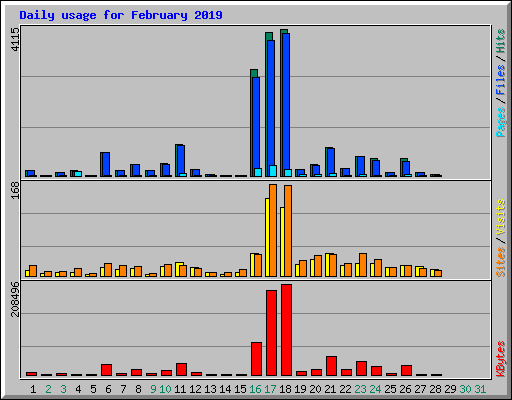 Daily usage for February 2019
4115
Pages / Files / Hits
168
Sites / Visits
208496
KBytes
1 2 3 4 5 6 7 8 9 10 11 12 13 14 15 16 17 18 19 20 21 22 23 24 25 26 27 28 29 30 31